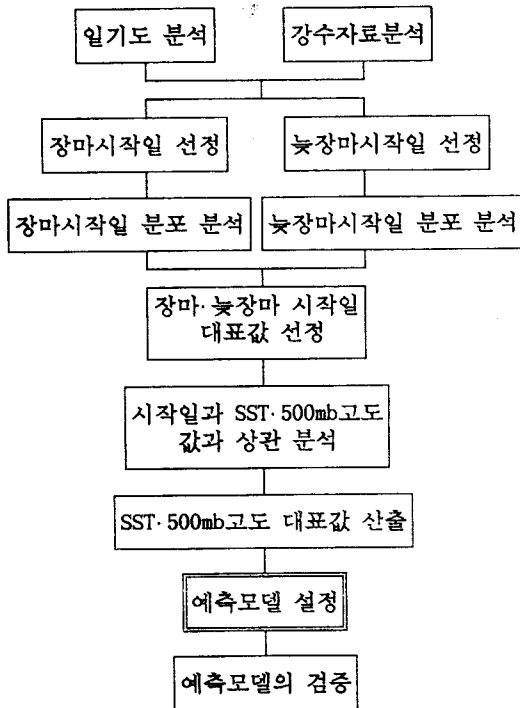 일기도 분석
강수자료분석
장마시작일 선정
늦장마시작일 선정
장마시작일 분포 분석
늦장마시작일 분포 분석
장마·늦장마 시작일
대표값 선정
시작일과 SST·500mb고도
값과 상관 분석
SST·500mb고도 대표값 산출
예측모델 설정
예측모델의 검증